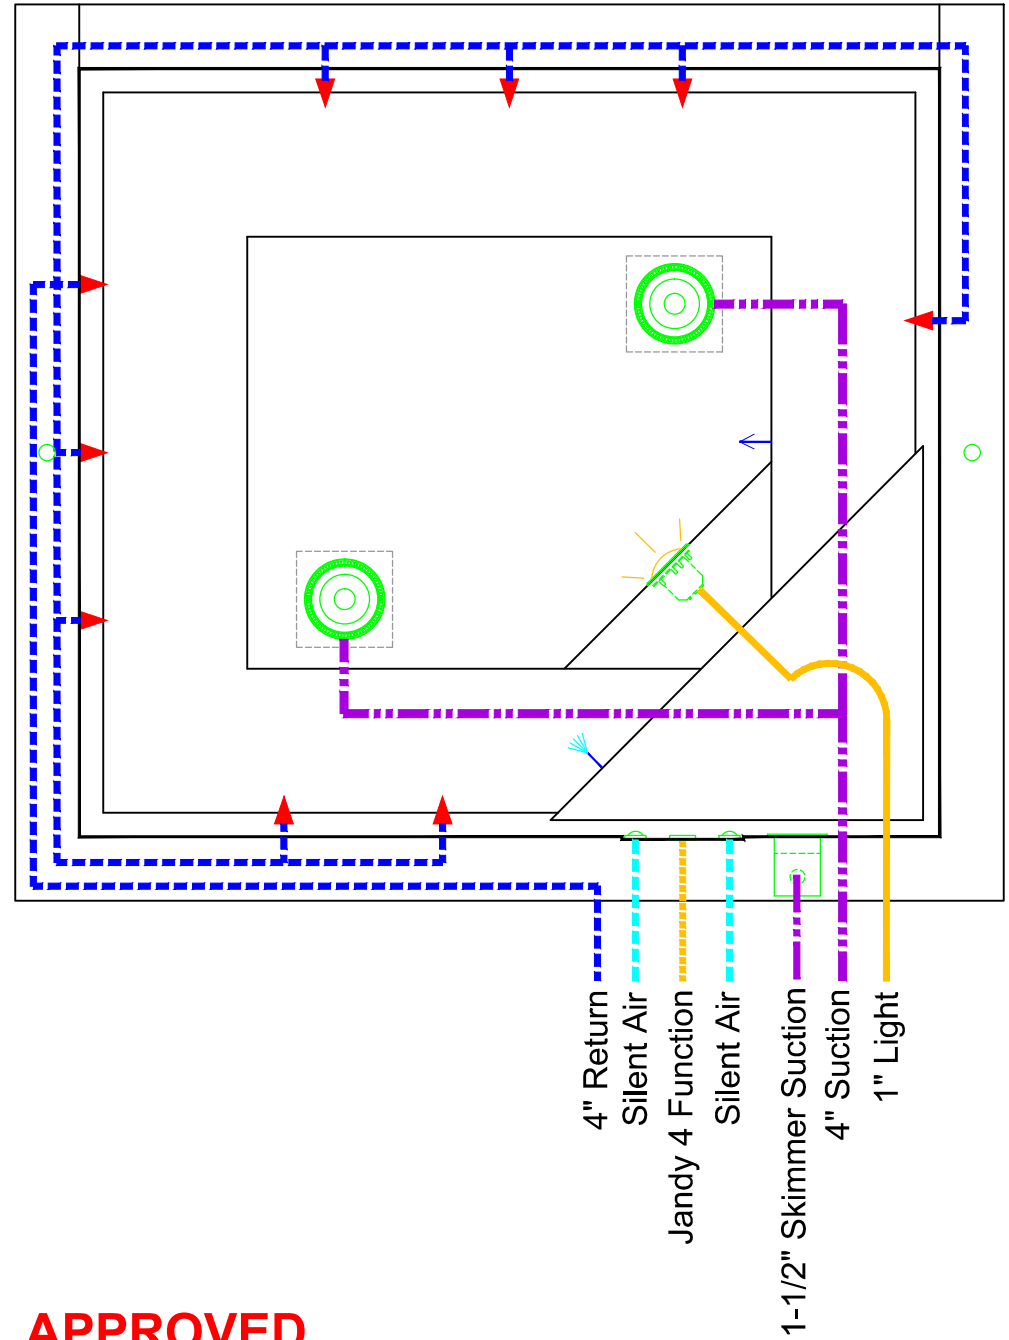 4" Return
Silent Air
Jandy 4 Function
Silent Air
1-1/2" Skimmer Suction
4" Suction
1" Light
APPROVED